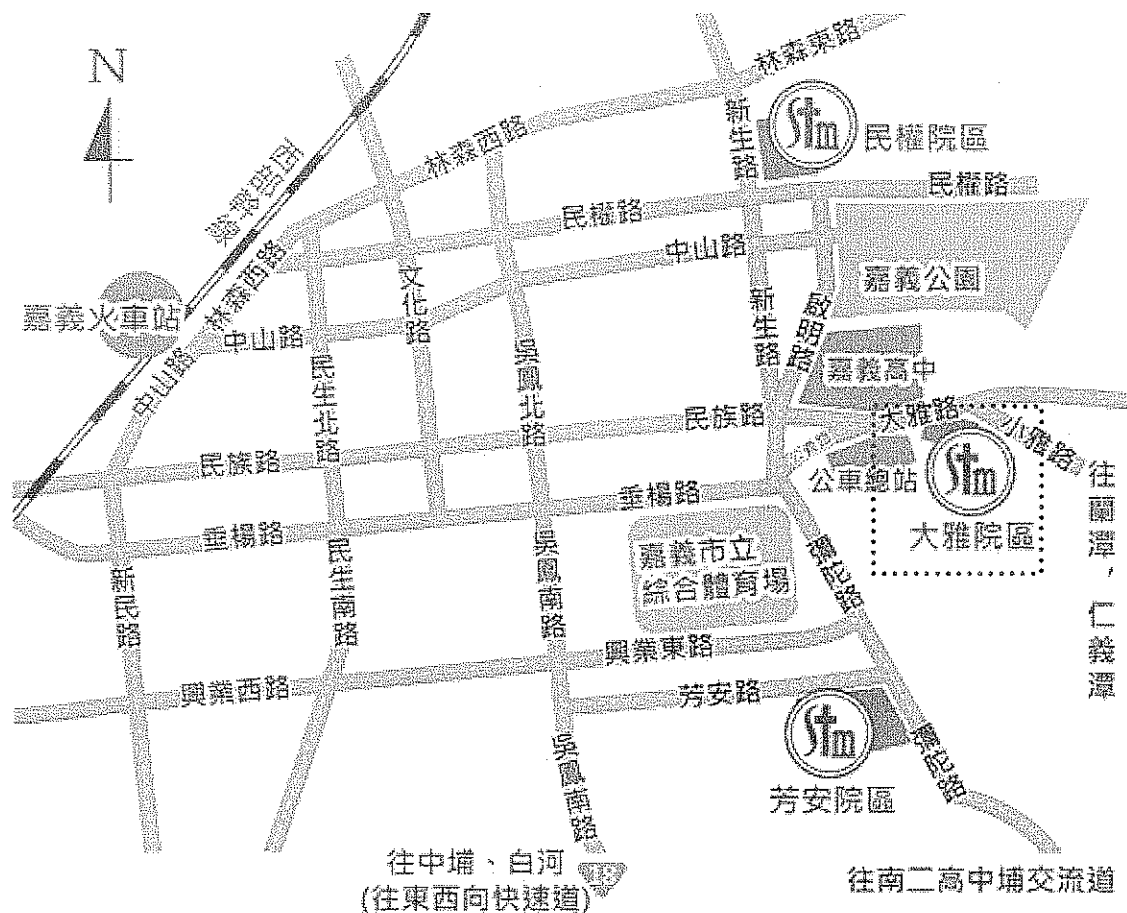 N
林森東路
新生路
Stm
民權院區
林森西路
民權路
民權路
中山路
文化路
嘉義公園
林森西路
嘉義火車站
新生路
啟明路
中山路
中山路
民生北路
吳鳳北路
嘉義高中
民族路
大雅路
小雅路
民族路
公車總站
Stm
大雅院區
垂楊路
垂楊路
嘉義市立
綜合體育場
往蘭潭,仁義潭
新民路
民生南路
吳鳳南路
興業東路
興業西路
芳安路
Stm
芳安院區
吳鳳南路
往中埔、白河
(往東西向快速道)
18
往南二高中埔交流道